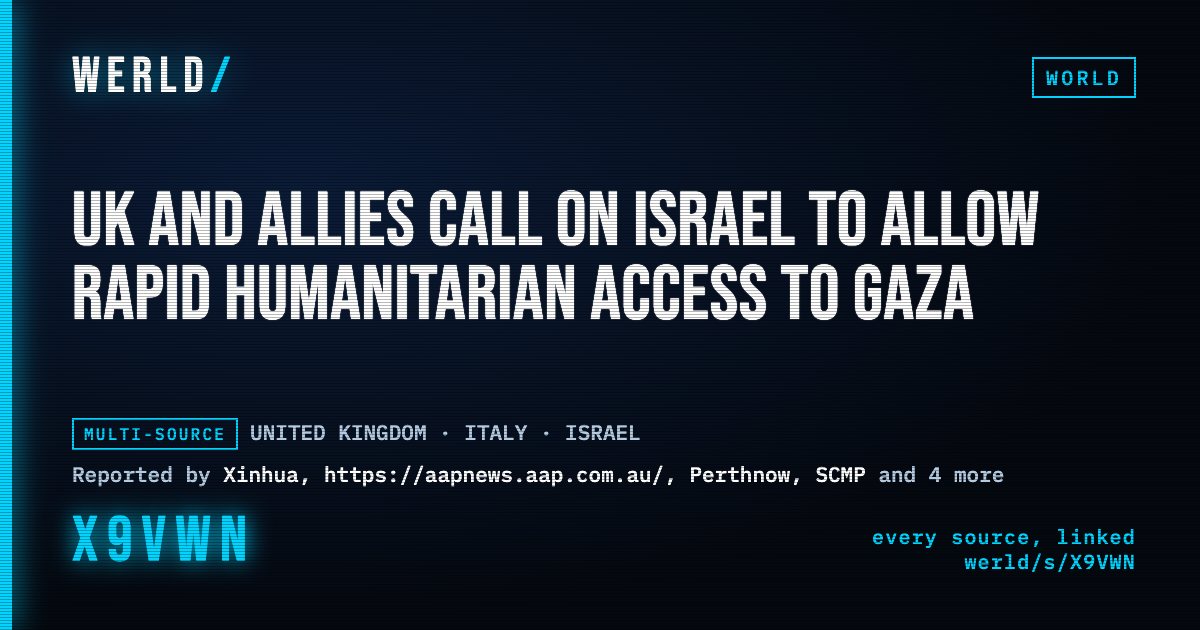 WERLD/
WORLD
UK AND ALLIES CALL ON ISRAEL TO ALLOW
RAPID HUMANITARIAN ACCESS TO GAZA
MULTI-SOURCE UNITED KINGDOM · ITALY · ISRAEL
Reported by Xinhua, https://aapnews.aap.com.au/, Perthnow, SCMP and 4 more
X9VWN
every source, linked
werld/s/X9VWN